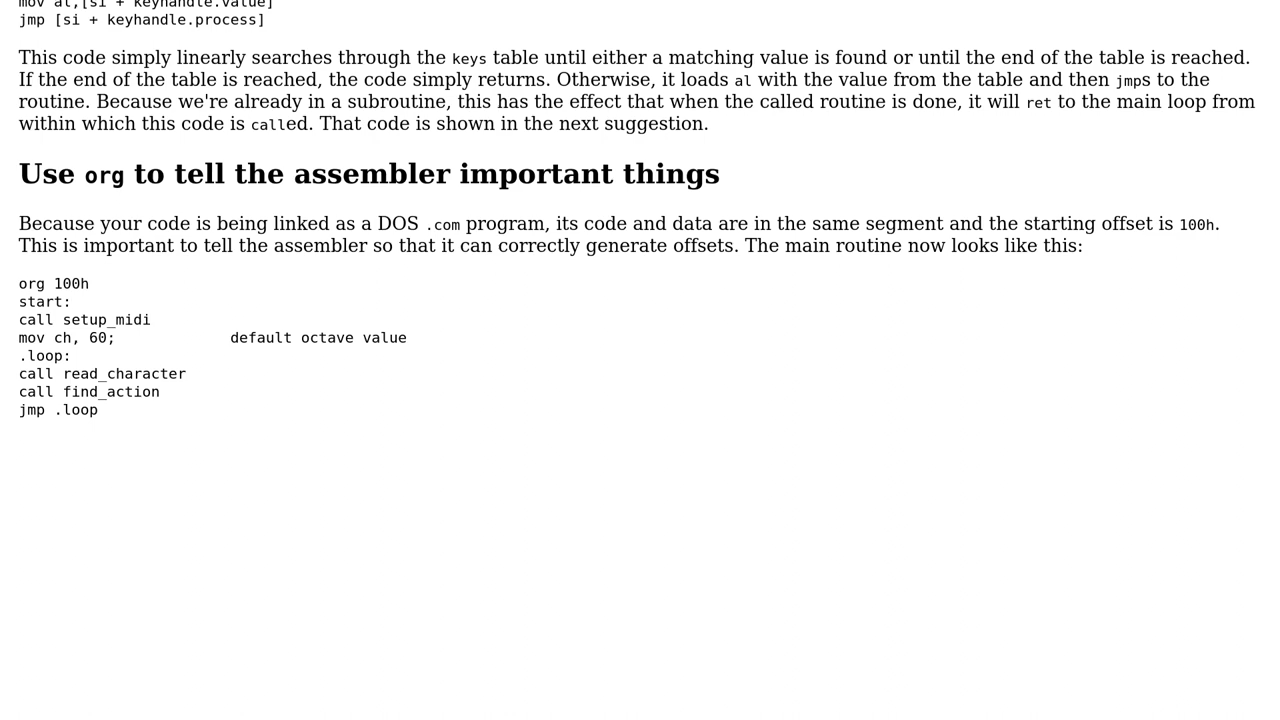 mov al,[si + keyhandle.value]
jmp [si + keyhandle.process]
This code simply linearly searches through the keys table until either a matching value is found or until the end of the table is reached.
If the end of the table is reached, the code simply returns. Otherwise, it loads al with the value from the table and then jmps to the
routine. Because we're already in a subroutine, this has the effect that when the called routine is done, it will ret to the main loop from
within which this code is called. That code is shown in the next suggestion.
Use org to tell the assembler important things
Because your code is being linked as a DOS .com program, its code and data are in the same segment and the starting offset is 100h.
This is important to tell the assembler so that it can correctly generate offsets. The main routine now looks like this:
org 100h
start:
call setup_midi
mov ch, 60;             default octave value
.loop:
call read_character
call find_action
jmp .loop